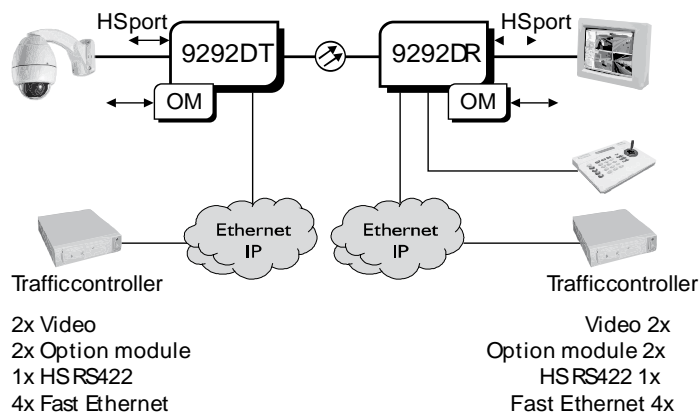 HSport HSport
9292DT 9292DR
OM OM
Ethernet Ethernet
IP IP
Trafficcontroller Trafficcontroller
2x Video Video 2x
2x Option module Option module 2x
1x HS RS422 HS RS422 1x
4x Fast Ethernet Fast Ethernet 4x